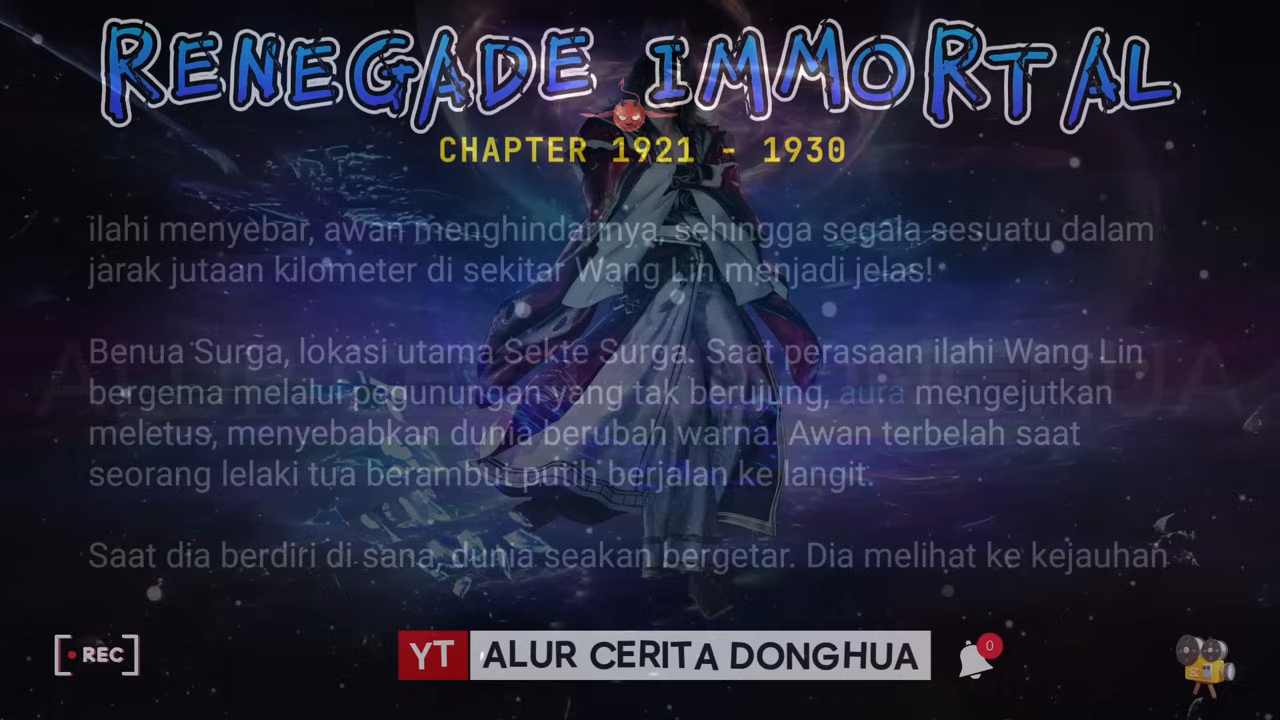 RENEGADE IMMORTAL
CHAPTER 1921 - 1930
ilahi menyebar, awan menghindarinya, sehingga segala sesuatu dalam
jarak jutaan kilometer di sekitar Wang Lin menjadi jelas!
Benua Surga, lokasi utama Sekte Surga. Saat perasaan ilahi Wang Lin
bergema melalui pegunungan yang tak berujung, aura mengejutkan
meletus, menyebabkan dunia berubah warna. Awan terbelah saat
seorang lelaki tua berambut putih berjalan ke langit.
Saat dia berdiri di sana, dunia seakan bergetar. Dia melihat ke kejauhan
REC
YT ALUR CERITA DONGHUA
0